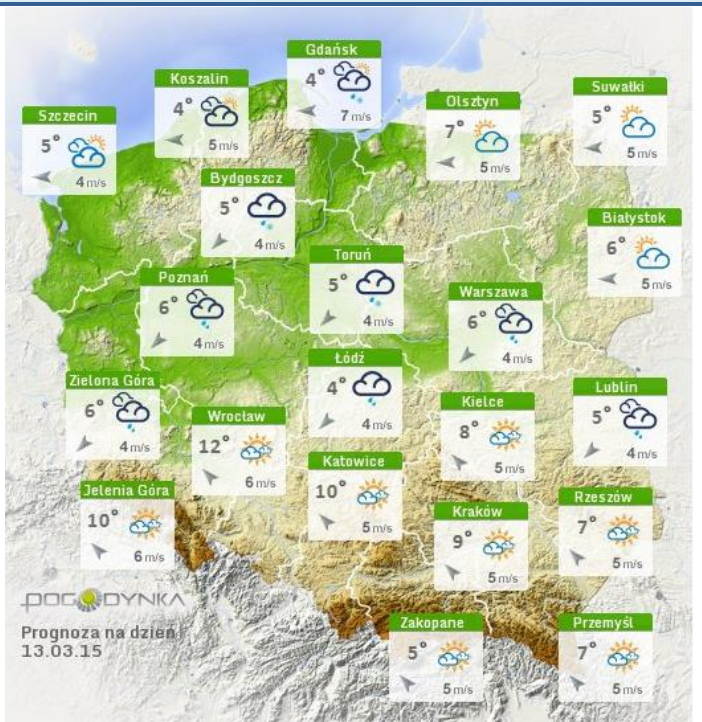 Gdańsk
4°
7 m/s
Koszalin
4°
5 m/s
Suwałki
5°
5 m/s
Olsztyn
7°
5 m/s
Szczecin
5°
4 m/s
Bydgoszcz
5°
4 m/s
Białystok
6°
5 m/s
Toruń
5°
4 m/s
Poznań
6°
4 m/s
Warszawa
6°
4 m/s
Łódź
4°
4 m/s
Zielona Góra
6°
4 m/s
Lublin
5°
4 m/s
Kielce
8°
5 m/s
Wrocław
12°
6 m/s
Katowice
10°
5 m/s
Jelenia Góra
10°
6 m/s
Rzeszów
7°
5 m/s
Kraków
9°
5 m/s
POGODYNKA
Prognoza na dzień
13.03.15
Zakopane
5°
5 m/s
Przemyśl
7°
5 m/s